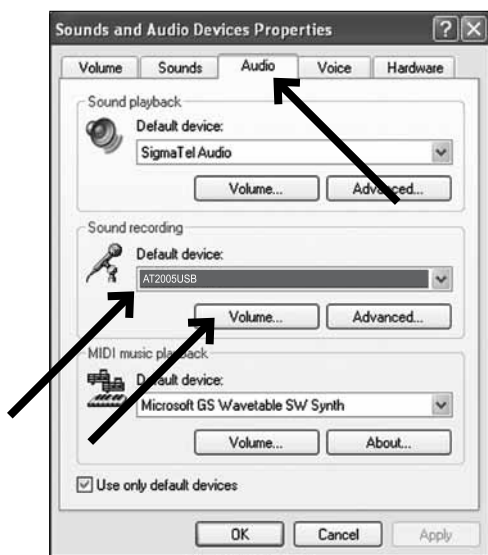 Sounds and Audio Devices Properties
Volume Sounds Audio Voice Hardware
Sound playback
Default device:
SigmaTel Audio
Volume... Advanced...
Sound recording
Default device:
AT2005USB
Volume... Advanced...
MIDI music playback
Default device:
Microsoft GS Wavetable SW Synth
Volume... About...
Use only default devices
OK Cancel Apply